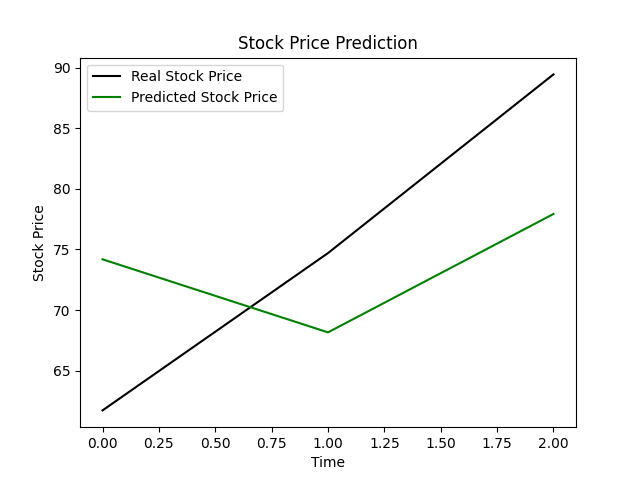 Stock Price Prediction
Real Stock Price
Predicted Stock Price
Stock Price
90
85
80
75
70
65
0.00 0.25 0.50 0.75 1.00 1.25 1.50 1.75 2.00
Time